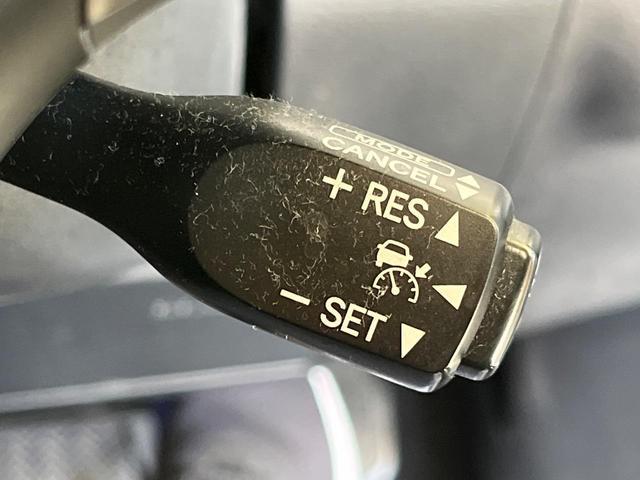 MODE
CANCEL
+ RES
− SET